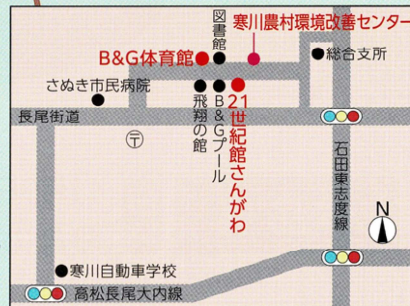 図書館
寒川農村環境改善センター
B&G体育館
総合支所
さぬき市民病院
飛翔の館
B&Gプール
21世紀館さんがわ
長尾街道
〒
石田東志度線
N
寒川自動車学校
高松長尾大内線